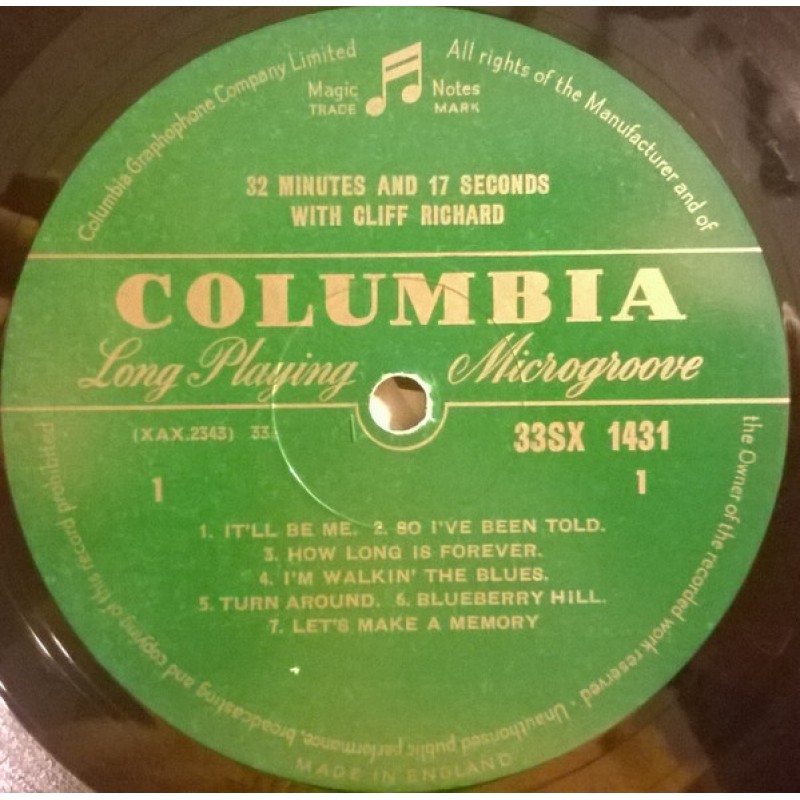 Columbia Graphophone Company Limited
All rights of the Manufacturer and of
the Owner of the recorded work reserved · Unauthorised public performance, broadcasting and copying of this record prohibited
Magic Notes
TRADE MARK
32 MINUTES AND 17 SECONDS
WITH CLIFF RICHARD
COLUMBIA
Long Playing Microgroove
(XAX.2343) 33.
33SX 1431
1 1
1. IT'LL BE ME. 2. SO I'VE BEEN TOLD.
3. HOW LONG IS FOREVER.
4. I'M WALKIN' THE BLUES.
5. TURN AROUND. 6. BLUEBERRY HILL.
7. LET'S MAKE A MEMORY
MADE IN ENGLAND